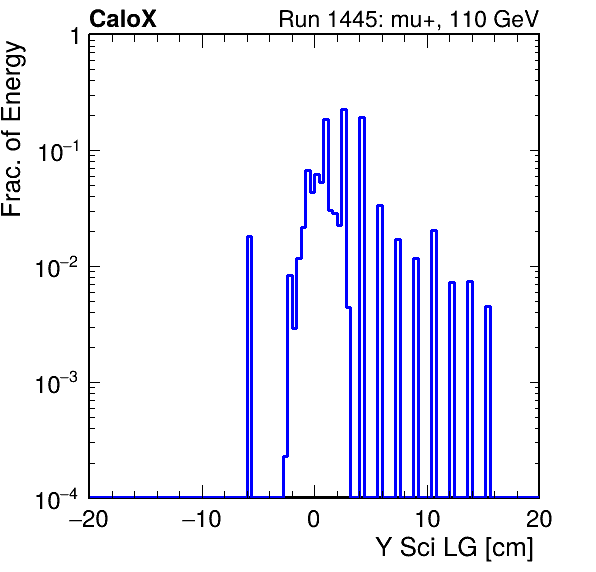 CaloX Run 1445: mu+, 110 GeV
Frac. of Energy
1
10⁻¹
10⁻²
10⁻³
10⁻⁴
−20 −10 0 10 20
Y Sci LG [cm]